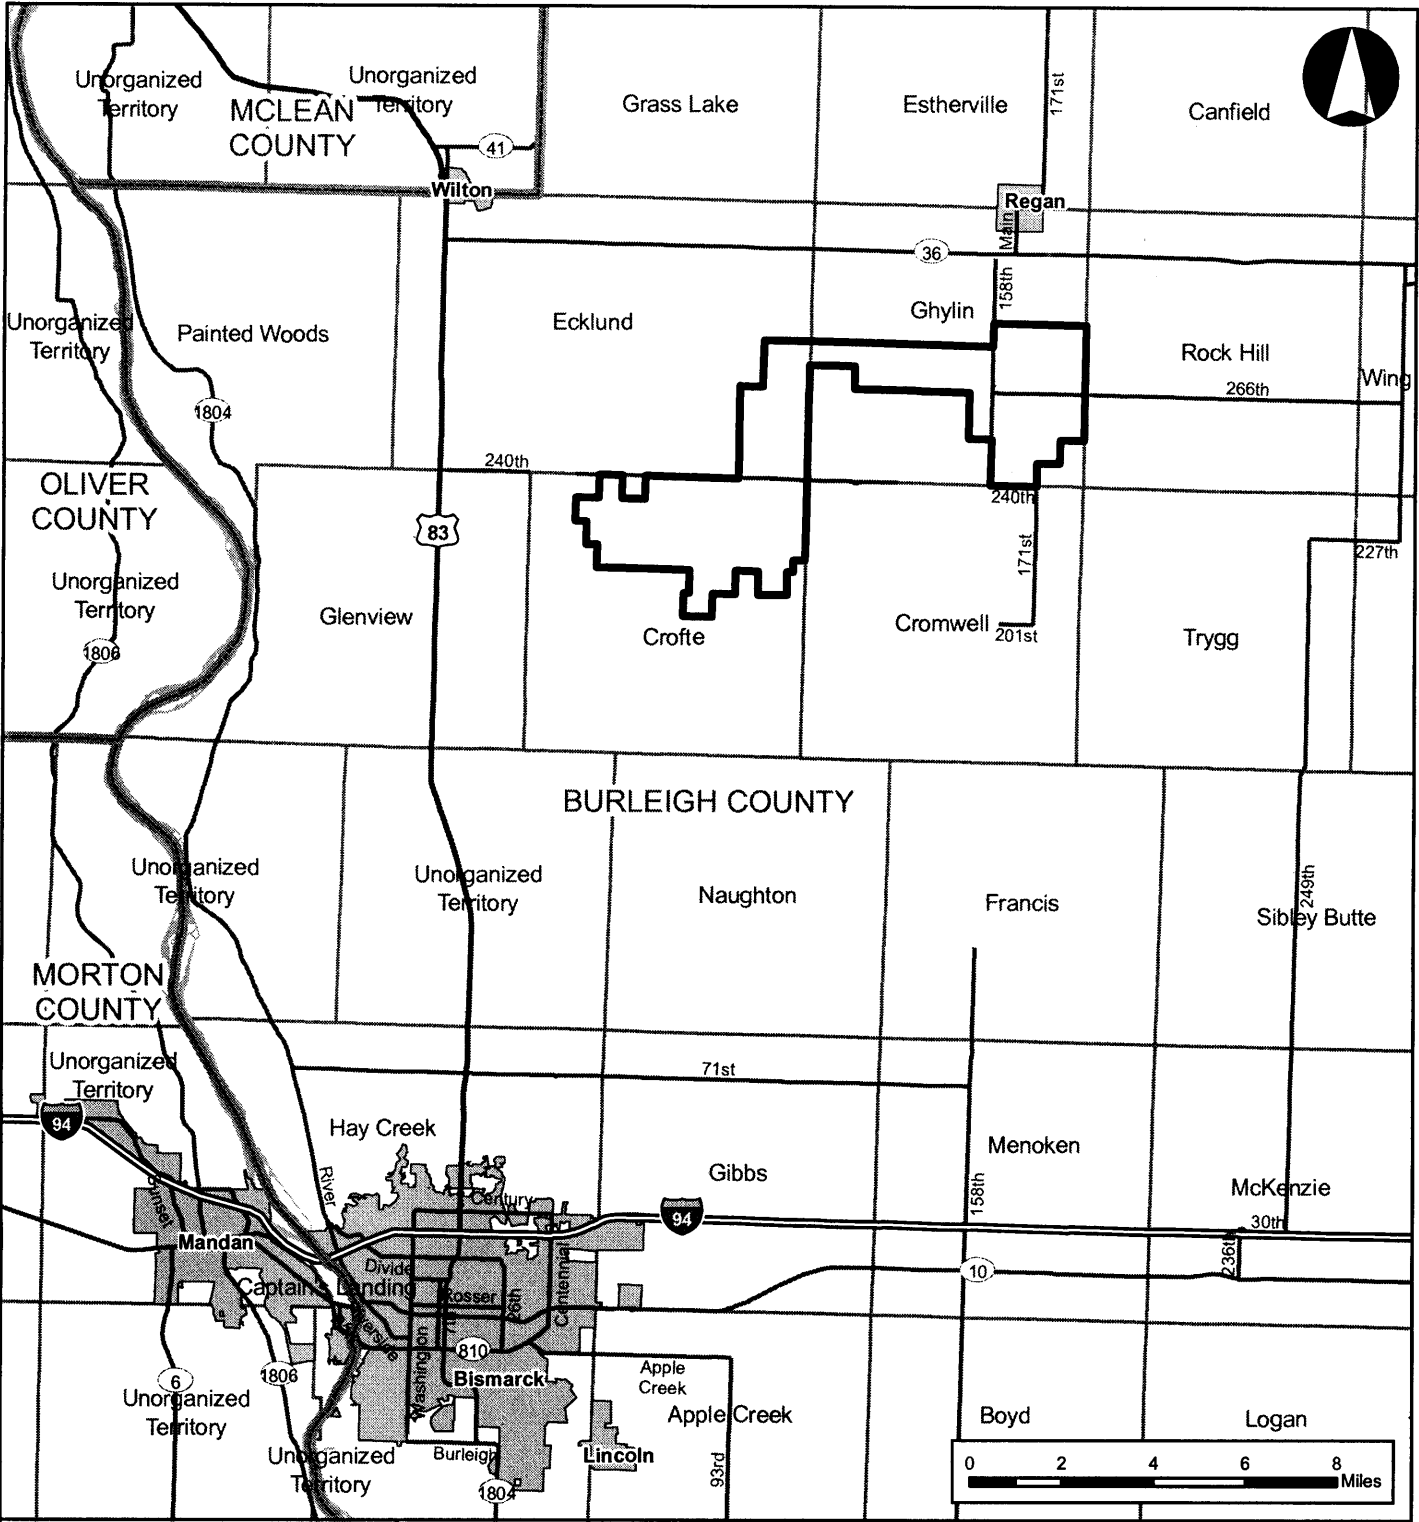 Unorganized
Territory
Unorganized
Territory
MCLEAN
COUNTY
Grass Lake
Estherville
171st
Canfield
41
Wilton
Regan
Main
36
158th
Ghylin
Unorganized
Territory
Painted Woods
Ecklund
Rock Hill
Wing
266th
1804
240th
OLIVER
COUNTY
240th
83
171st
227th
Unorganized
Territory
Glenview
Crofte
Cromwell
201st
Trygg
1806
BURLEIGH COUNTY
Unorganized
Territory
Unorganized
Territory
Naughton
Francis
249th
Sibley Butte
MORTON
COUNTY
Unorganized
Territory
71st
94
Hay Creek
Menoken
Gibbs
River
Sunset
Century
158th
McKenzie
94
30th
Mandan
236th
Divide
Centennial
10
Captain's Landing
Rosser
26th
7th
Washington
810
Apple
Creek
6
1806
Bismarck
Unorganized
Territory
Apple Creek
Boyd
Logan
Unorganized
Territory
Burleigh
Lincoln
93rd
1804
0 2 4 6 8
Miles